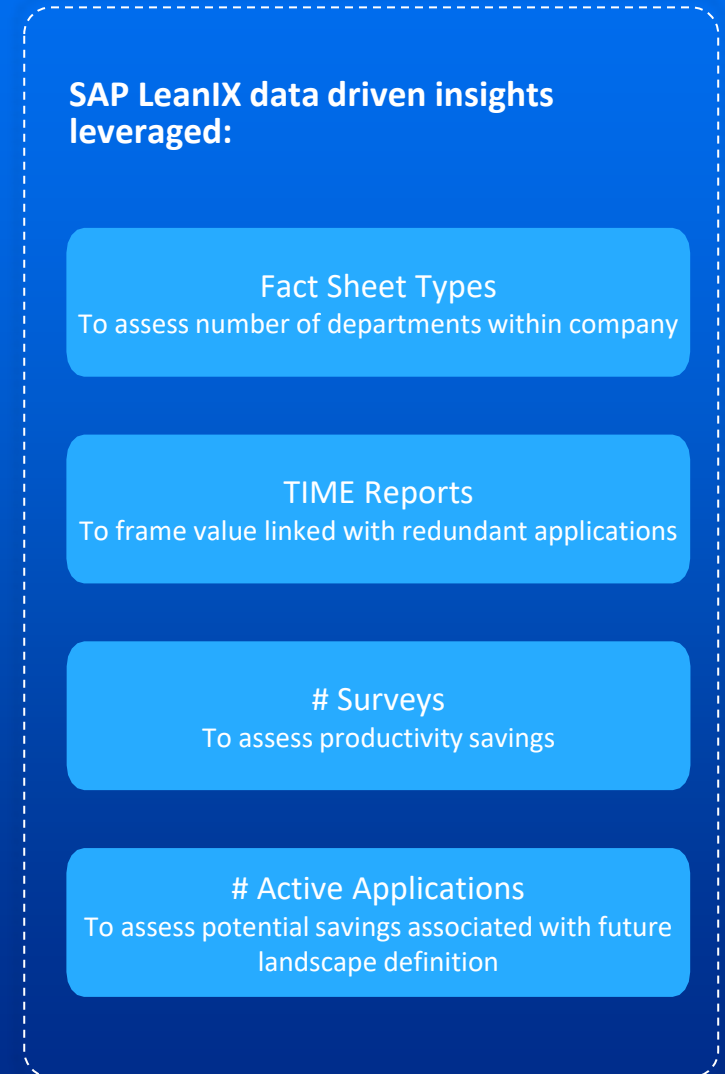 SAP LeanIX data driven insights
leveraged:
Fact Sheet Types
To assess number of departments within company
TIME Reports
To frame value linked with redundant applications
# Surveys
To assess productivity savings
# Active Applications
To assess potential savings associated with future
landscape definition